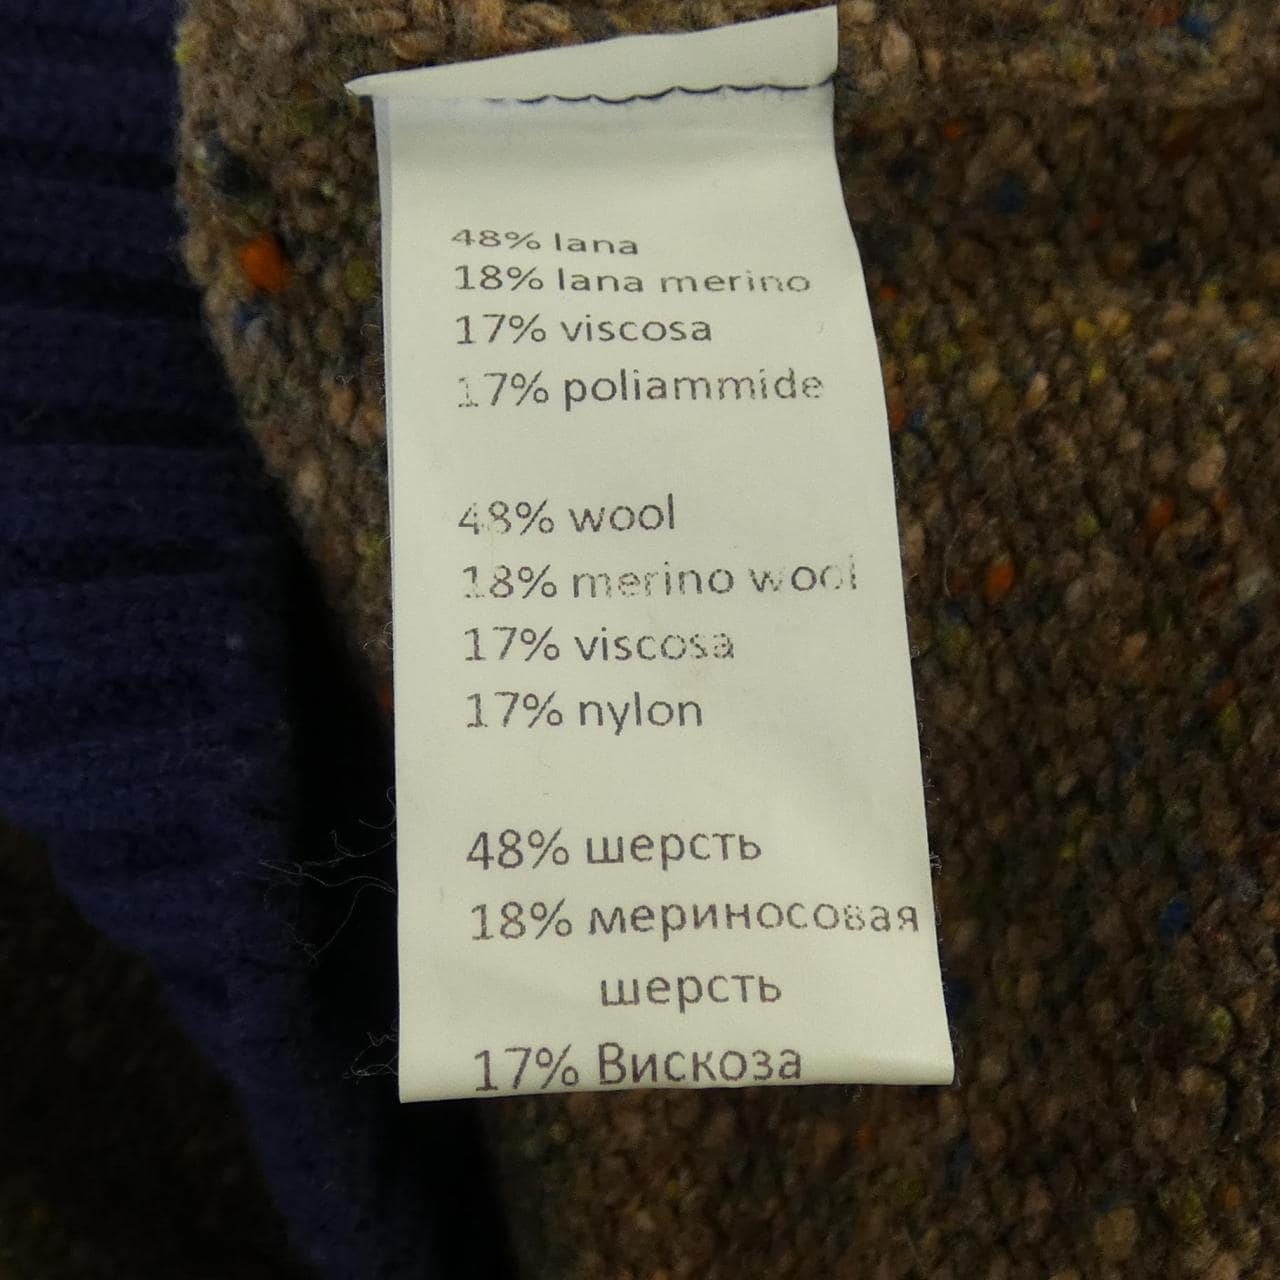 48% lana
18% lana merino
17% viscosa
17% poliammide
48% wool
18% merino wool
17% viscosa
17% nylon
48% шерсть
18% мериносовая
шерсть
17% Вискоза